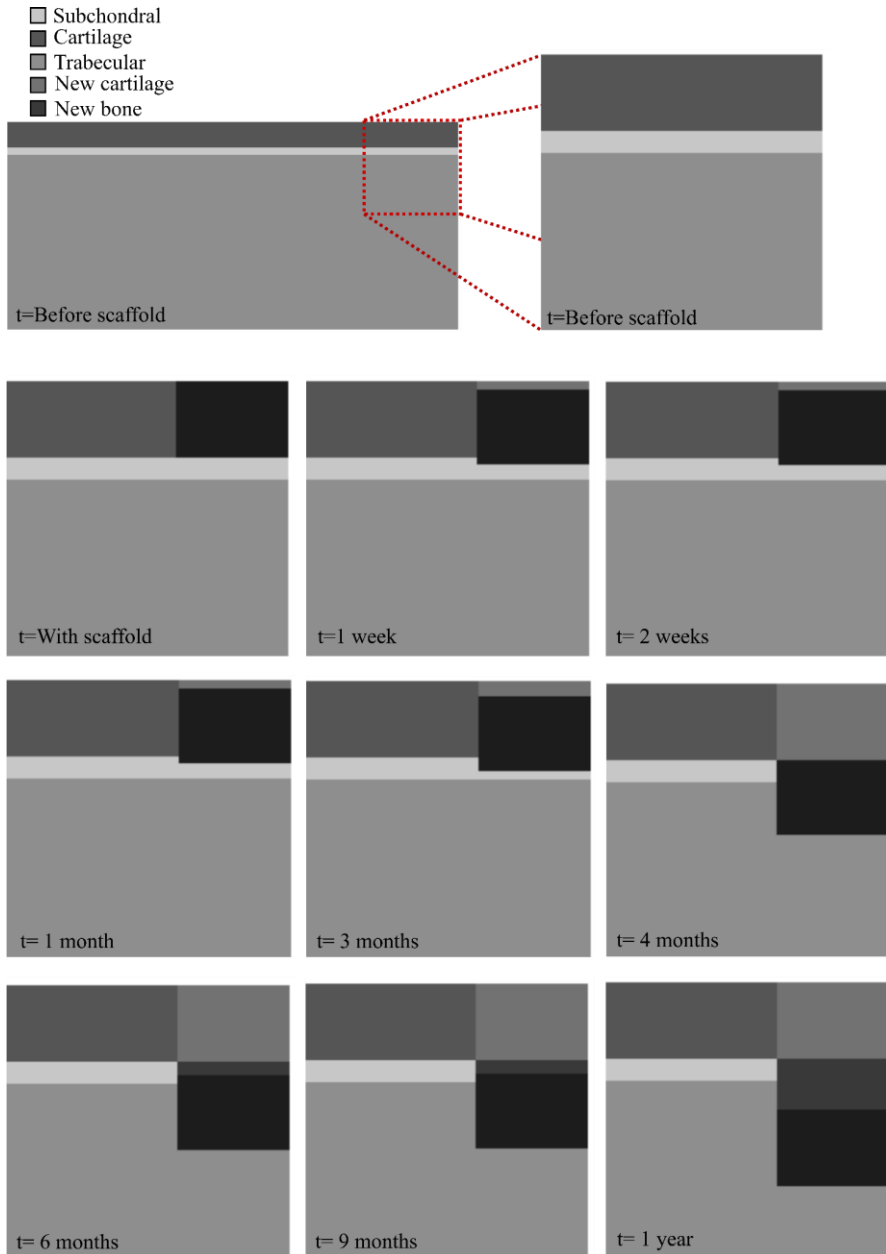 Subchondral
Cartilage
Trabecular
New cartilage
New bone
t=Before scaffold
t=Before scaffold
t=With scaffold
t=1 week
t= 2 weeks
t= 1 month
t= 3 months
t= 4 months
t= 6 months
t= 9 months
t= 1 year